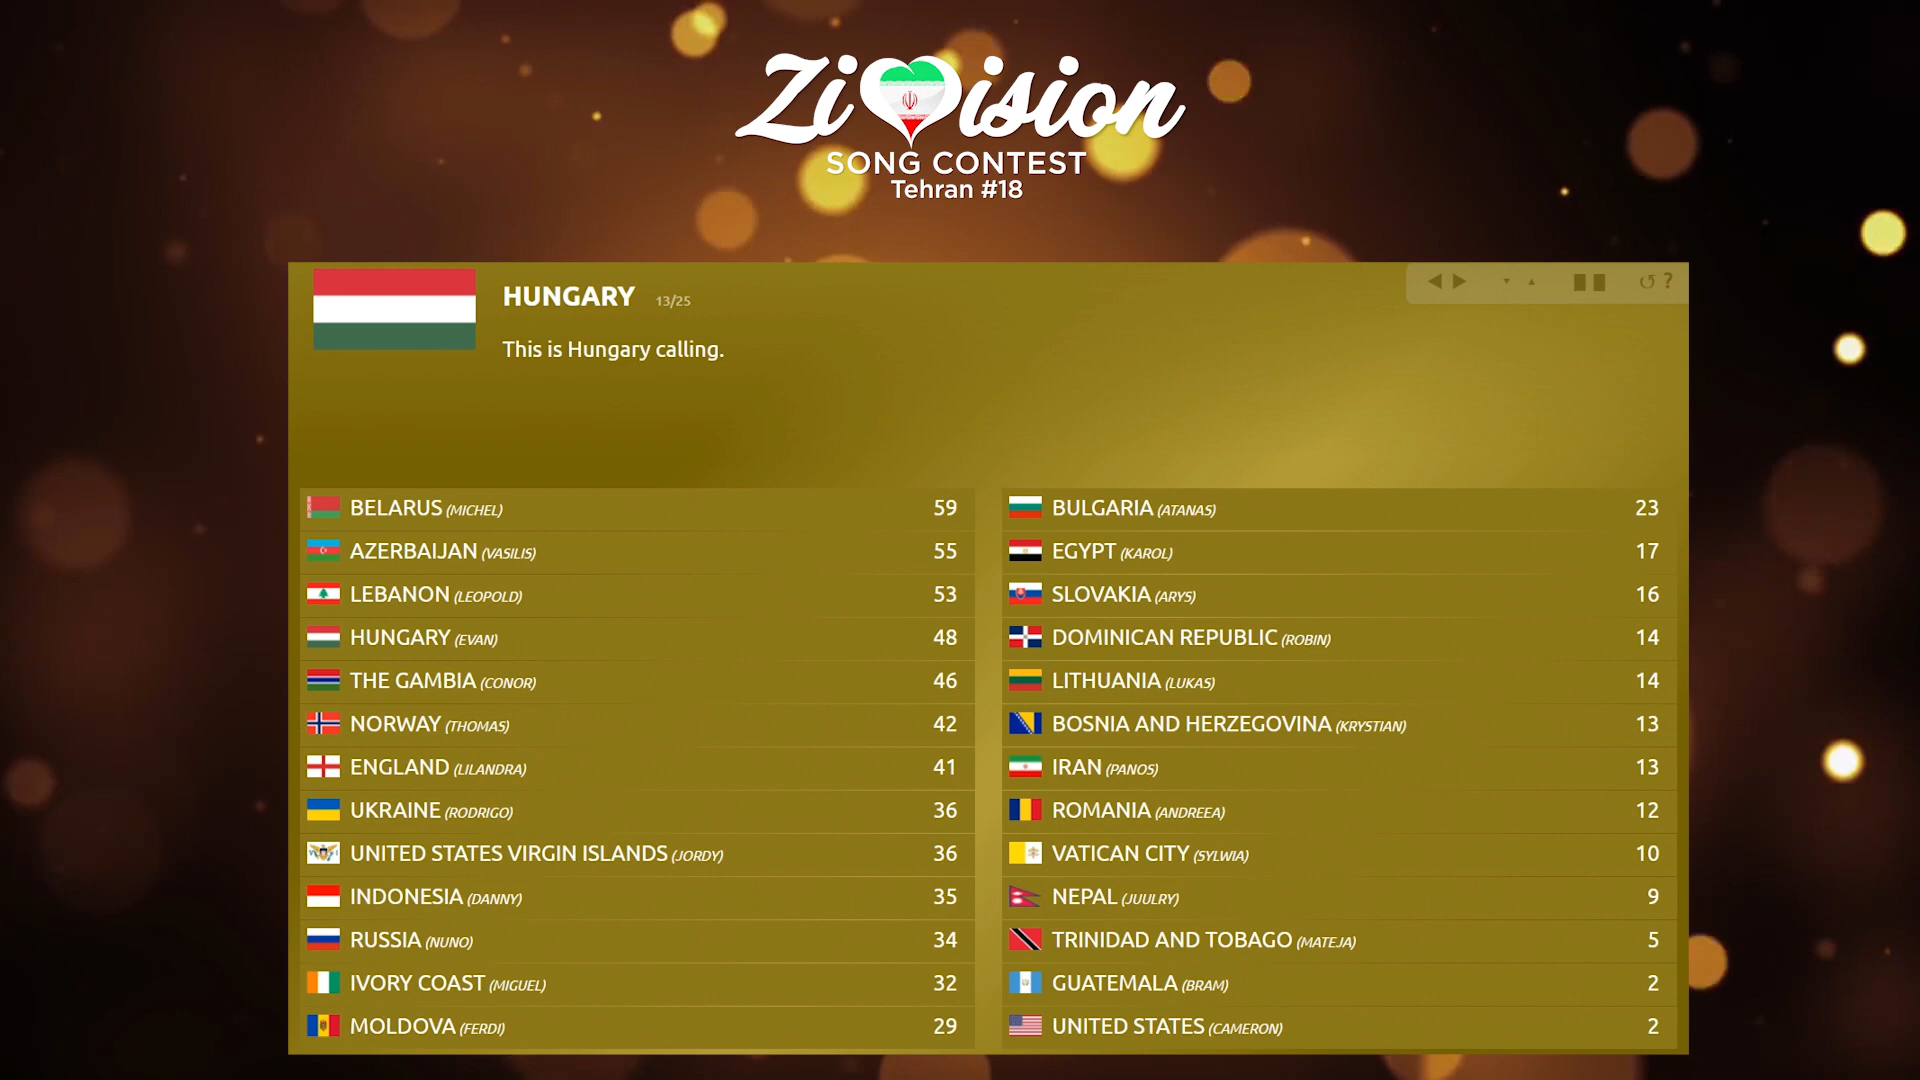 Zi ision
SONG CONTEST
Tehran #18
HUNGARY 13/25
This is Hungary calling.
BELARUS (MICHEL) 59
AZERBAIJAN (VASILIS) 55
LEBANON (LEOPOLD) 53
HUNGARY (EVAN) 48
THE GAMBIA (CONOR) 46
NORWAY (THOMAS) 42
ENGLAND (LILANDRA) 41
UKRAINE (RODRIGO) 36
UNITED STATES VIRGIN ISLANDS (JORDY) 36
INDONESIA (DANNY) 35
RUSSIA (NUNO) 34
IVORY COAST (MIGUEL) 32
MOLDOVA (FERDI) 29
BULGARIA (ATANAS) 23
EGYPT (KAROL) 17
SLOVAKIA (ARYS) 16
DOMINICAN REPUBLIC (ROBIN) 14
LITHUANIA (LUKAS) 14
BOSNIA AND HERZEGOVINA (KRYSTIAN) 13
IRAN (PANOS) 13
ROMANIA (ANDREEA) 12
VATICAN CITY (SYLWIA) 10
NEPAL (JUULRY) 9
TRINIDAD AND TOBAGO (MATEJA) 5
GUATEMALA (BRAM) 2
UNITED STATES (CAMERON) 2